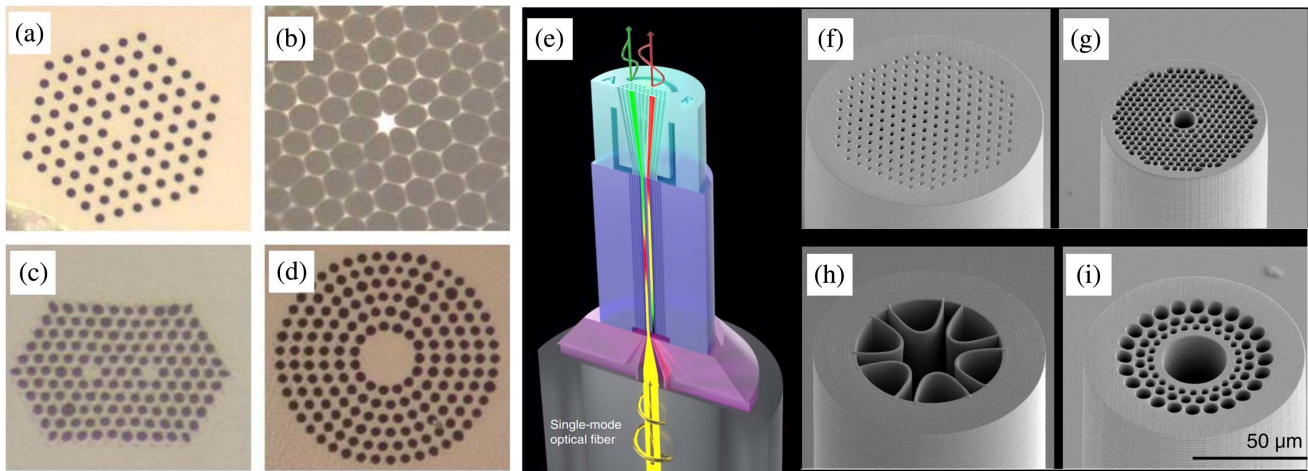 (a)
(b)
(c)
(d)
(e)
Single-mode
optical fiber
(f)
(g)
(h)
(i)
50 μm